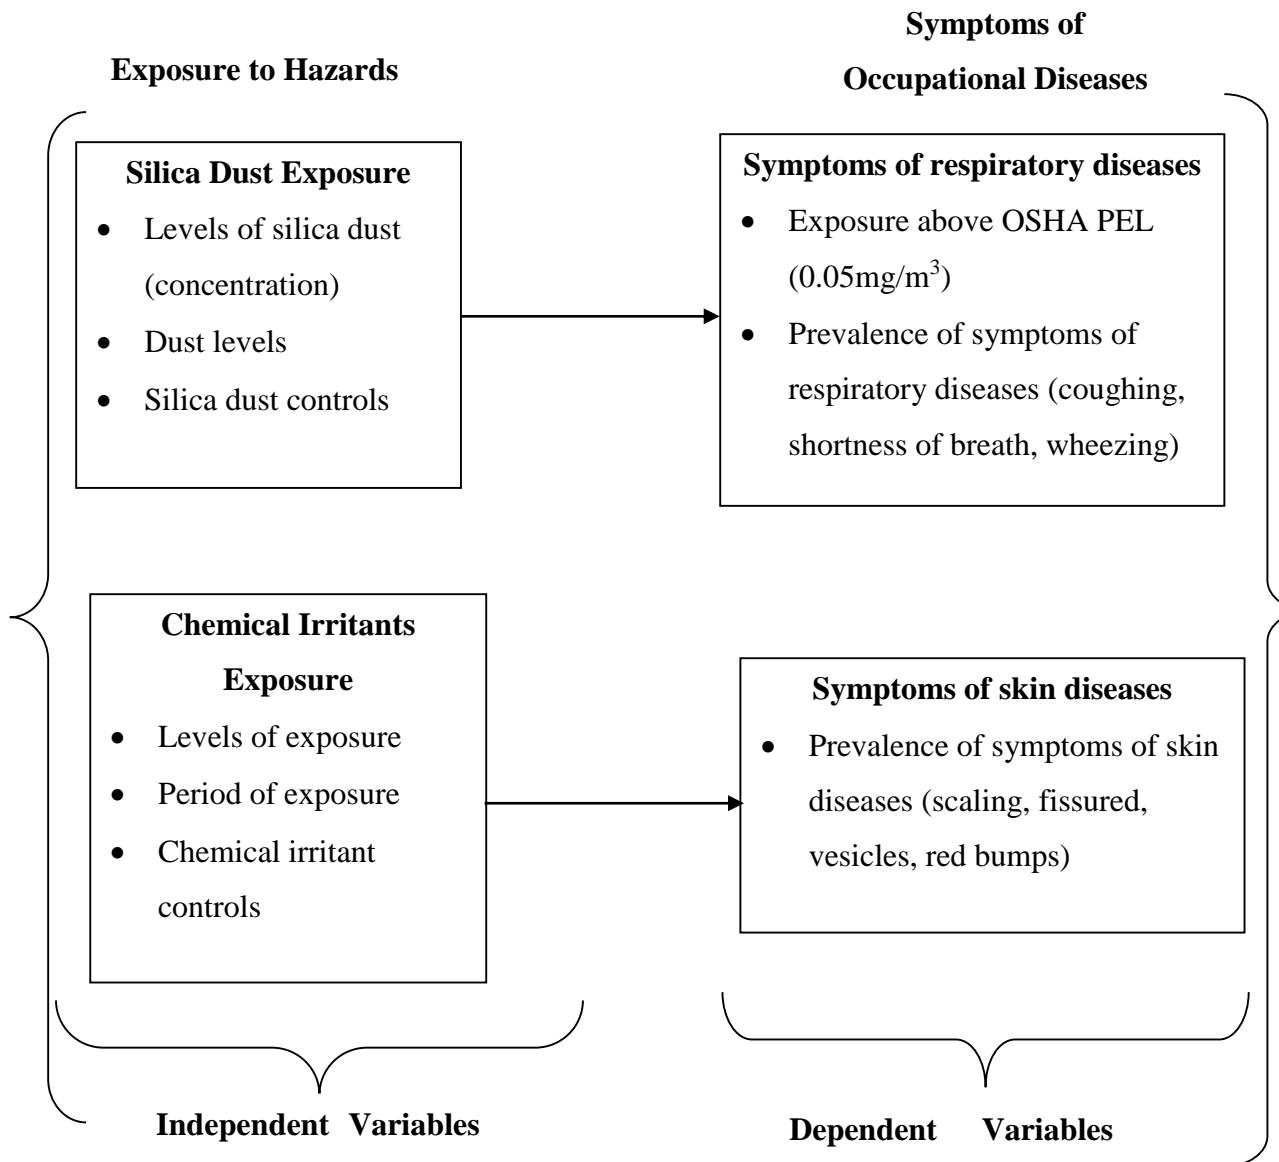 Exposure to Hazards
Symptoms of
Occupational Diseases
Silica Dust Exposure
• Levels of silica dust
(concentration)
• Dust levels
• Silica dust controls
Symptoms of respiratory diseases
• Exposure above OSHA PEL
(0.05mg/m³)
• Prevalence of symptoms of
respiratory diseases (coughing,
shortness of breath, wheezing)
Chemical Irritants
Exposure
• Levels of exposure
• Period of exposure
• Chemical irritant
controls
Symptoms of skin diseases
• Prevalence of symptoms of skin
diseases (scaling, fissured,
vesicles, red bumps)
Independent Variables
Dependent Variables